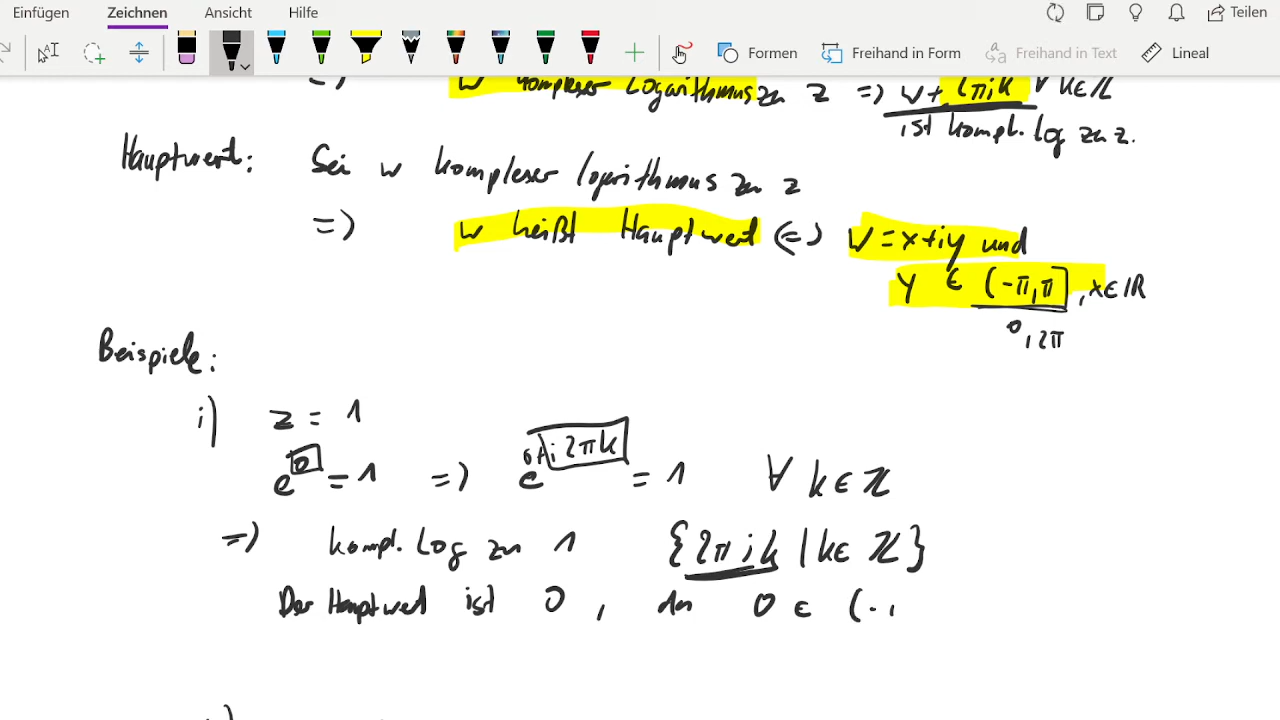 Einfügen Zeichnen Ansicht Hilfe Teilen
Formen Freihand in Form Freihand in Text Lineal
=) w komplexer Logarithmus zu z =) w + 2πik ∀ k∈ℤ
ist kompl. log zu z.
Hauptwert: Sei w komplexer logarithmus zu z
=) w heißt Hauptwert (=) w = x+iy und
y ∈ (-π,π], x∈ℝ
0,2π
Beispiele:
i) z = 1
e^0 = 1 =) e^{0+i2πk} = 1 ∀ k∈ℤ
=) kompl. Log zu 1 {2πik | k∈ℤ}
Der Hauptwert ist 0, da 0 ∈ (-